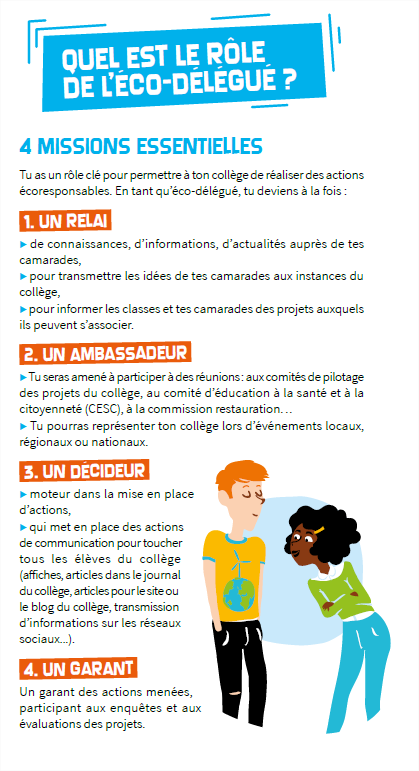 QUEL EST LE RÔLE
DE L'ÉCO-DÉLÉGUÉ ?
4 MISSIONS ESSENTIELLES
Tu as un rôle clé pour permettre à ton collège de réaliser des actions
écoresponsables. En tant qu'éco-délégué, tu deviens à la fois :
1. UN RELAI
▶ de connaissances, d'informations, d'actualités auprès de tes
camarades,
▶ pour transmettre les idées de tes camarades aux instances du
collège,
▶ pour informer les classes et tes camarades des projets auxquels
ils peuvent s'associer.
2. UN AMBASSADEUR
▶ Tu seras amené à participer à des réunions : aux comités de pilotage
des projets du collège, au comité d'éducation à la santé et à la
citoyenneté (CESC), à la commission restauration...
▶ Tu pourras représenter ton collège lors d'événements locaux,
régionaux ou nationaux.
3. UN DÉCIDEUR
▶ moteur dans la mise en place
d'actions,
▶ qui met en place des actions
de communication pour toucher
tous les élèves du collège
(affiches, articles dans le journal
du collège, articles pour le site ou
le blog du collège, transmission
d'informations sur les réseaux
sociaux...).
4. UN GARANT
Un garant des actions menées,
participant aux enquêtes et aux
évaluations des projets.